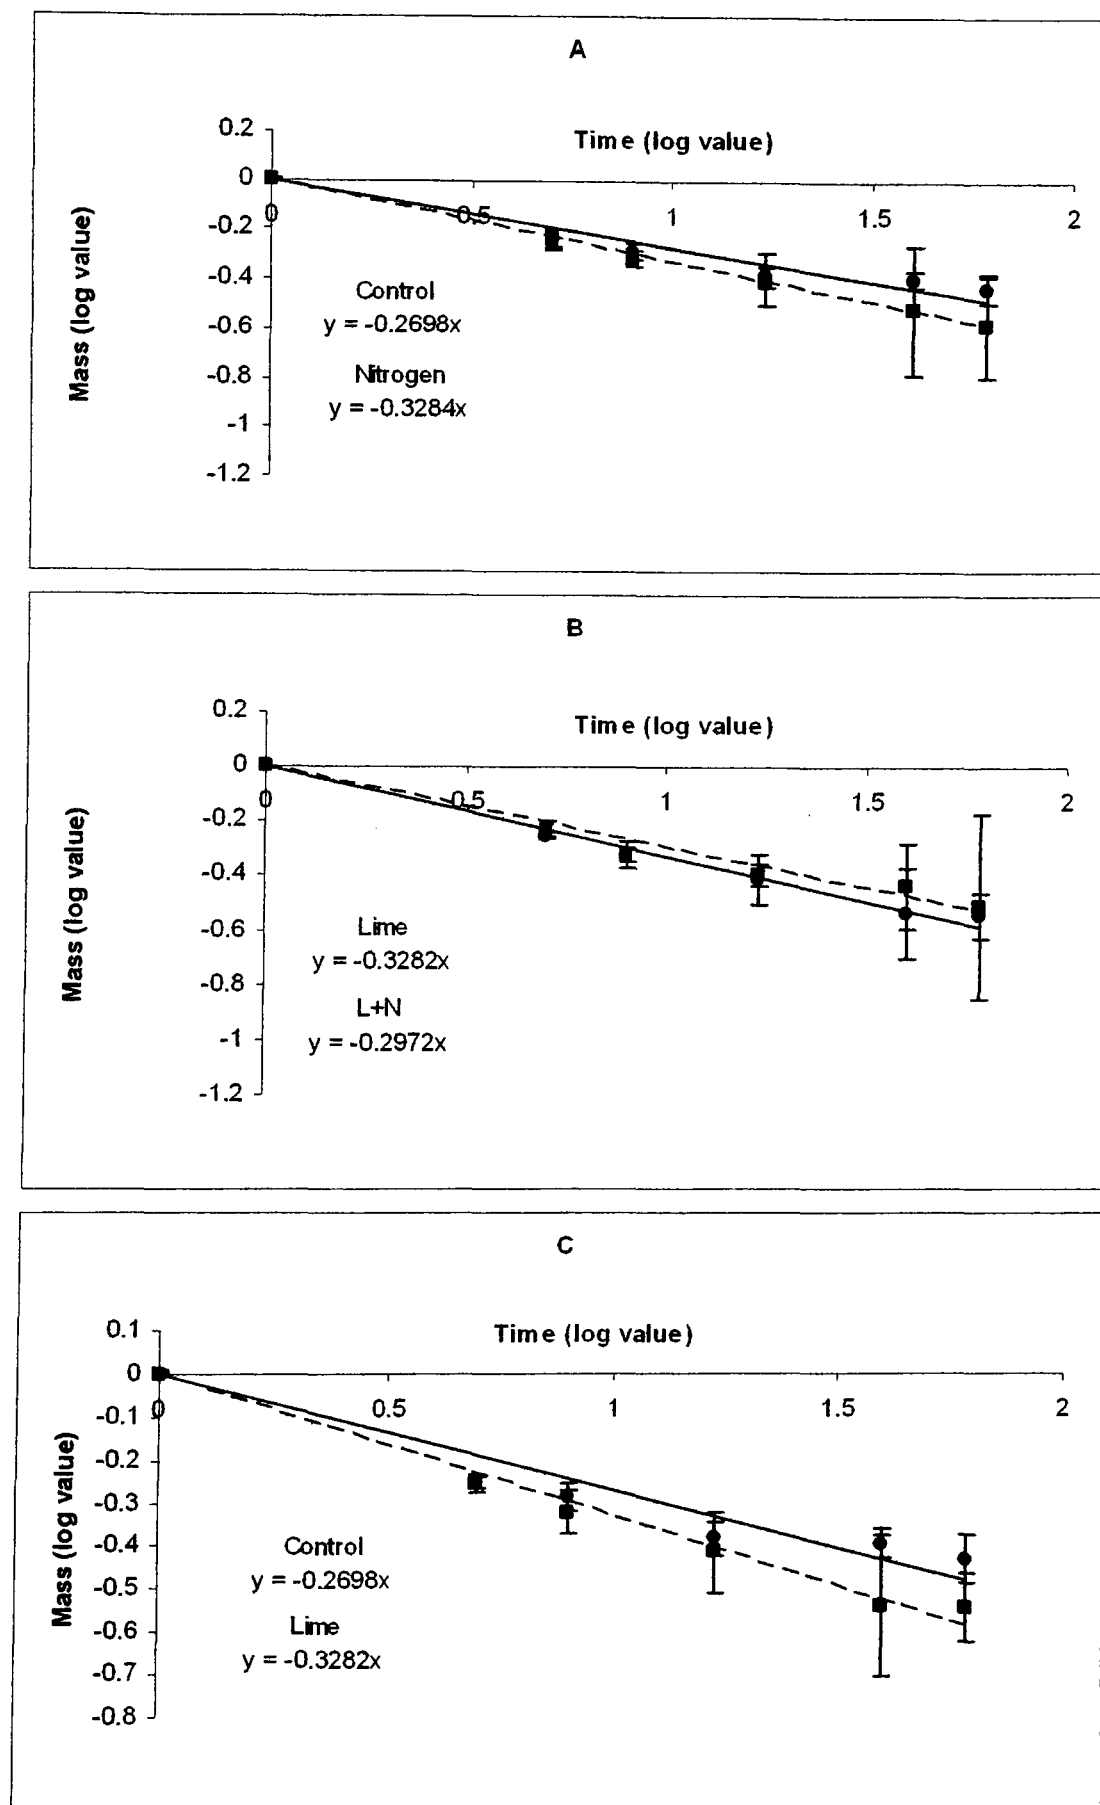 A
Time (log value)
0.2
0
-0.2
-0.4
-0.6
-0.8
-1
-1.2
0
0.5
1
1.5
2
Mass (log value)
Control
y = -0.2698x
Nitrogen
y = -0.3284x
B
Time (log value)
0.2
0
-0.2
-0.4
-0.6
-0.8
-1
-1.2
0
0.5
1
1.5
2
Mass (log value)
Lime
y = -0.3282x
L+N
y = -0.2972x
C
Time (log value)
0.1
0
-0.1
-0.2
-0.3
-0.4
-0.5
-0.6
-0.7
-0.8
0
0.5
1
1.5
2
Mass (log value)
Control
y = -0.2698x
Lime
y = -0.3282x